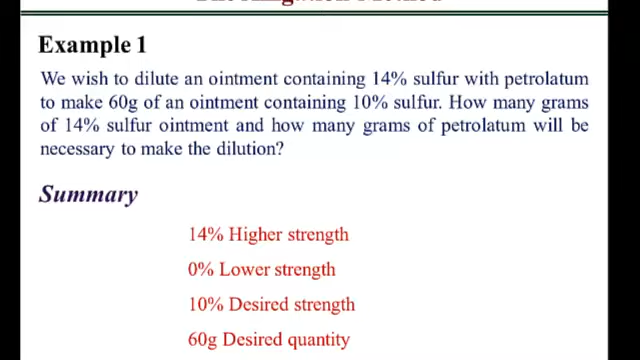 Example 1
We wish to dilute an ointment containing 14% sulfur with petrolatum
to make 60g of an ointment containing 10% sulfur. How many grams
of 14% sulfur ointment and how many grams of petrolatum will be
necessary to make the dilution?
Summary
14% Higher strength
0% Lower strength
10% Desired strength
60g Desired quantity